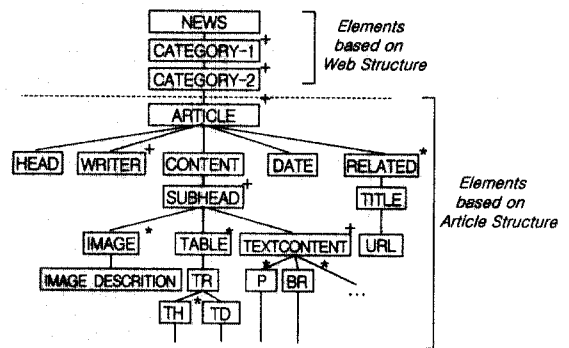 NEWS
CATEGORY-1 +
CATEGORY-2 +
Elements
based on
Web Structure
ARTICLE +
HEAD WRITER + CONTENT DATE RELATED *
SUBHEAD + TITLE
Elements
based on
Article Structure
IMAGE * TABLE * TEXTCONTENT + URL
IMAGE DESCRITION TR P * BR * ...
TH * TD